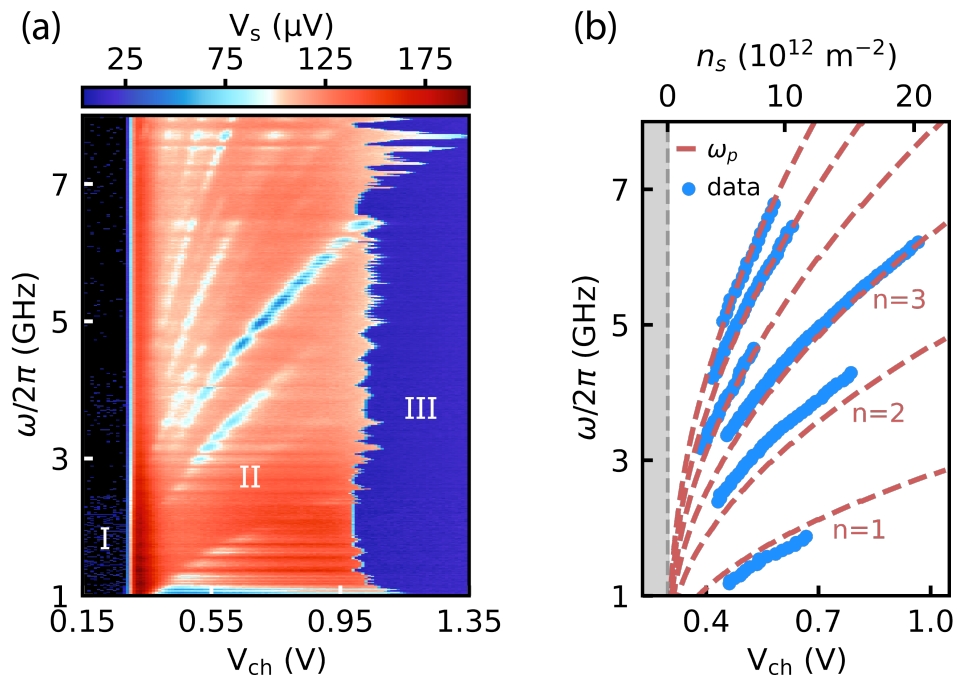 (a)
V_s (μV)
25 75 125 175
7
5
3
1
ω/2π (GHz)
I
II
III
0.15 0.55 0.95 1.35
V_ch (V)
(b)
n_s (10^12 m^−2)
0 10 20
ω_p
data
7
5
3
1
ω/2π (GHz)
n=3
n=2
n=1
0.4 0.7 1.0
V_ch (V)